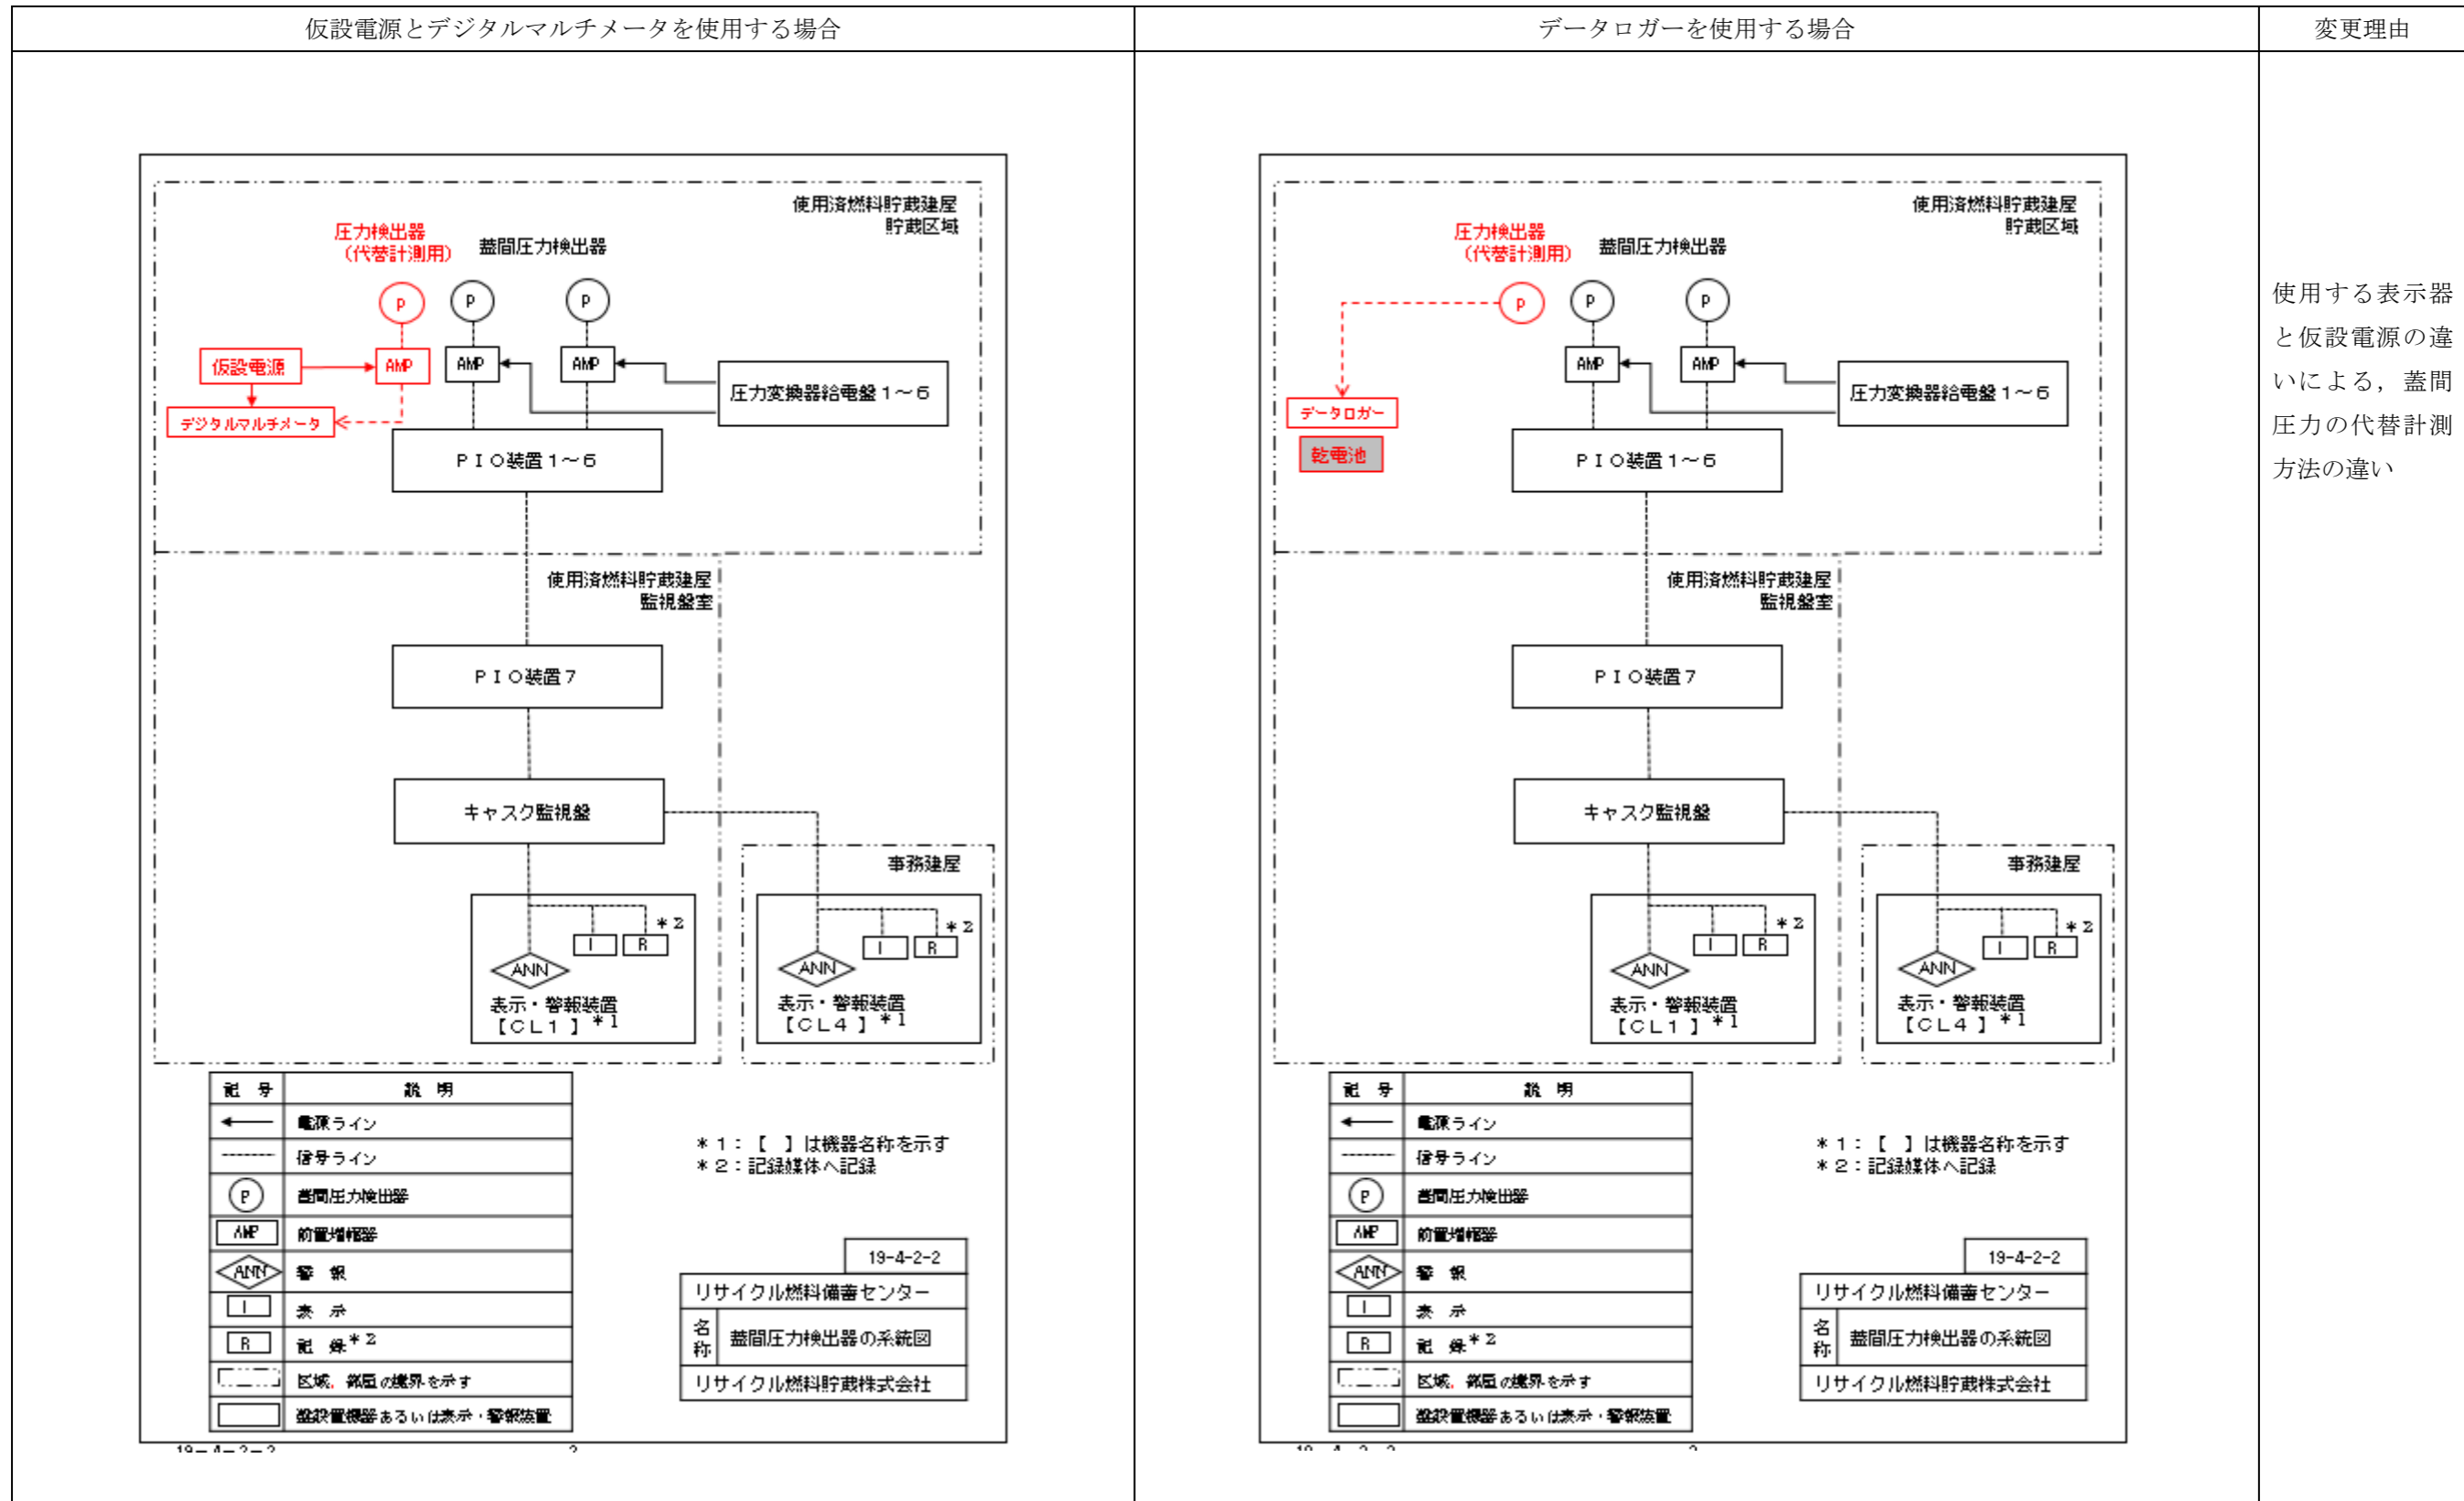 仮設電源とデジタルマルチメータを使用する場合
データロガーを使用する場合
変更理由
使用済燃料貯蔵建屋
貯蔵区域
圧力検出器
(代替計測用)
蓋間圧力検出器
P
P
P
仮設電源
AMP
AMP
AMP
デジタルマルチメータ
圧力変換器給電盤1～6
PIO装置1～6
使用済燃料貯蔵建屋
監視盤室
PIO装置7
キャスク監視盤
事務建屋
I
R
*2
ANN
表示・警報装置
【CL1】*1
I
R
*2
ANN
表示・警報装置
【CL4】*1
記 号
説 明
電源ライン
信号ライン
P
蓋間圧力検出器
AMP
前置増幅器
ANN
警 報
I
表 示
R
記 録*2
区域，部屋の境界を示す
盤設置機器あるいは表示・警報装置
*1：【 】は機器名称を示す
*2：記録媒体へ記録
19-4-2-2
リサイクル燃料備蓄センター
名称
蓋間圧力検出器の系統図
リサイクル燃料貯蔵株式会社
使用済燃料貯蔵建屋
貯蔵区域
圧力検出器
(代替計測用)
蓋間圧力検出器
P
P
P
AMP
AMP
データロガー
乾電池
圧力変換器給電盤1～6
PIO装置1～6
使用済燃料貯蔵建屋
監視盤室
PIO装置7
キャスク監視盤
事務建屋
I
R
*2
ANN
表示・警報装置
【CL1】*1
I
R
*2
ANN
表示・警報装置
【CL4】*1
記 号
説 明
電源ライン
信号ライン
P
蓋間圧力検出器
AMP
前置増幅器
ANN
警 報
I
表 示
R
記 録*2
区域，部屋の境界を示す
盤設置機器あるいは表示・警報装置
*1：【 】は機器名称を示す
*2：記録媒体へ記録
19-4-2-2
リサイクル燃料備蓄センター
名称
蓋間圧力検出器の系統図
リサイクル燃料貯蔵株式会社
使用する表示器
と仮設電源の違
いによる，蓋間
圧力の代替計測
方法の違い